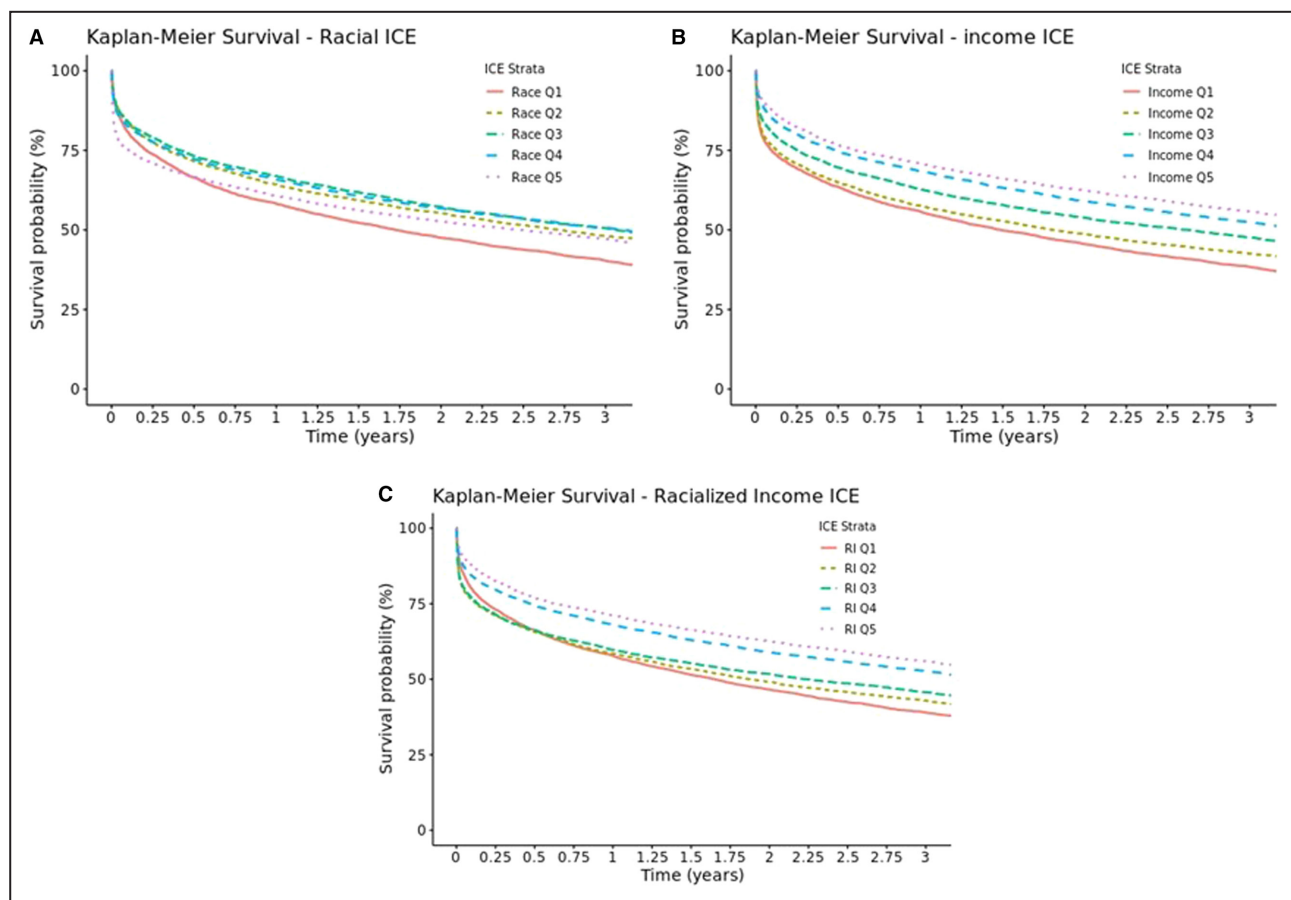 A
Kaplan-Meier Survival - Racial ICE
ICE Strata
Race Q1
Race Q2
Race Q3
Race Q4
Race Q5
Survival probability (%)
100
75
50
25
0
0 0.25 0.5 0.75 1 1.25 1.5 1.75 2 2.25 2.5 2.75 3
Time (years)
B
Kaplan-Meier Survival - income ICE
ICE Strata
Income Q1
Income Q2
Income Q3
Income Q4
Income Q5
Survival probability (%)
100
75
50
25
0
0 0.25 0.5 0.75 1 1.25 1.5 1.75 2 2.25 2.5 2.75 3
Time (years)
C
Kaplan-Meier Survival - Racialized Income ICE
ICE Strata
RI Q1
RI Q2
RI Q3
RI Q4
RI Q5
Survival probability (%)
100
75
50
25
0
0 0.25 0.5 0.75 1 1.25 1.5 1.75 2 2.25 2.5 2.75 3
Time (years)